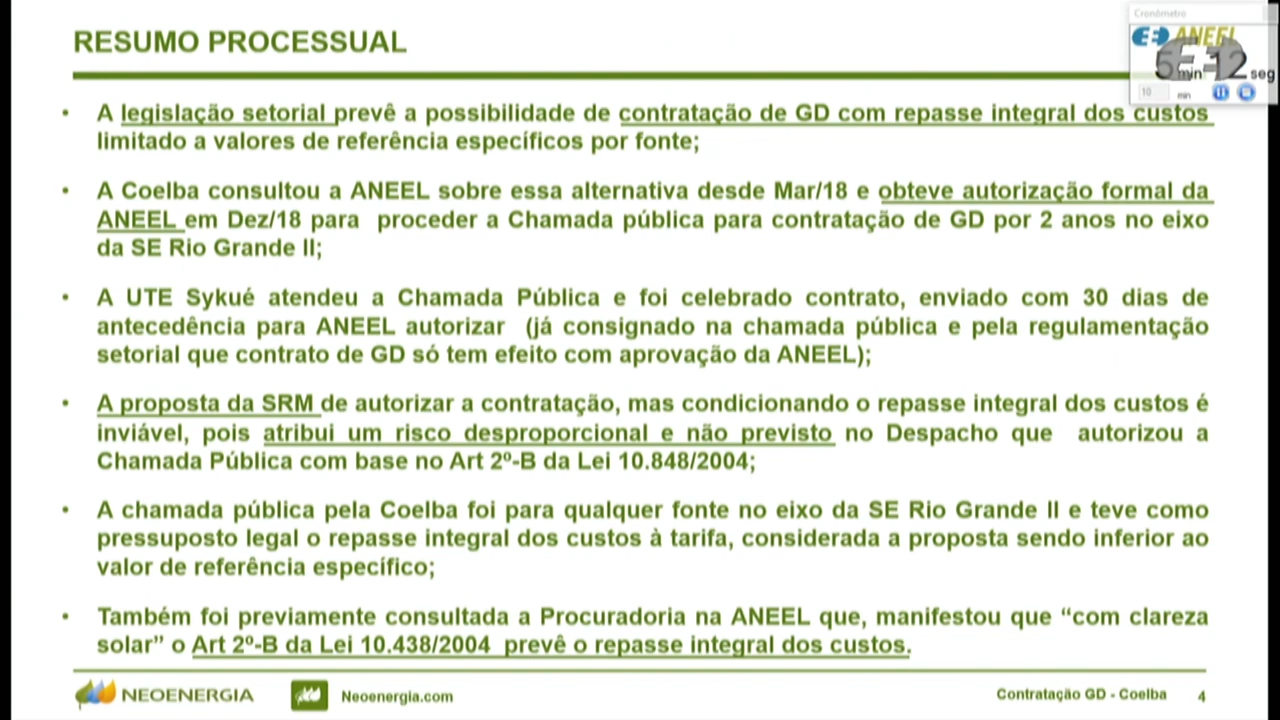 RESUMO PROCESSUAL
Cronômetro
ANEEL
5 min 12 seg
10 min
• A legislação setorial prevê a possibilidade de contratação de GD com repasse integral dos custos
limitado a valores de referência específicos por fonte;
• A Coelba consultou a ANEEL sobre essa alternativa desde Mar/18 e obteve autorização formal da
ANEEL em Dez/18 para proceder a Chamada pública para contratação de GD por 2 anos no eixo
da SE Rio Grande II;
• A UTE Sykué atendeu a Chamada Pública e foi celebrado contrato, enviado com 30 dias de
antecedência para ANEEL autorizar (já consignado na chamada pública e pela regulamentação
setorial que contrato de GD só tem efeito com aprovação da ANEEL);
• A proposta da SRM de autorizar a contratação, mas condicionando o repasse integral dos custos é
inviável, pois atribui um risco desproporcional e não previsto no Despacho que autorizou a
Chamada Pública com base no Art 2º-B da Lei 10.848/2004;
• A chamada pública pela Coelba foi para qualquer fonte no eixo da SE Rio Grande II e teve como
pressuposto legal o repasse integral dos custos à tarifa, considerada a proposta sendo inferior ao
valor de referência específico;
• Também foi previamente consultada a Procuradoria na ANEEL que, manifestou que “com clareza
solar” o Art 2º-B da Lei 10.438/2004 prevê o repasse integral dos custos.
NEOENERGIA
Neoenergia.com
Contratação GD - Coelba 4